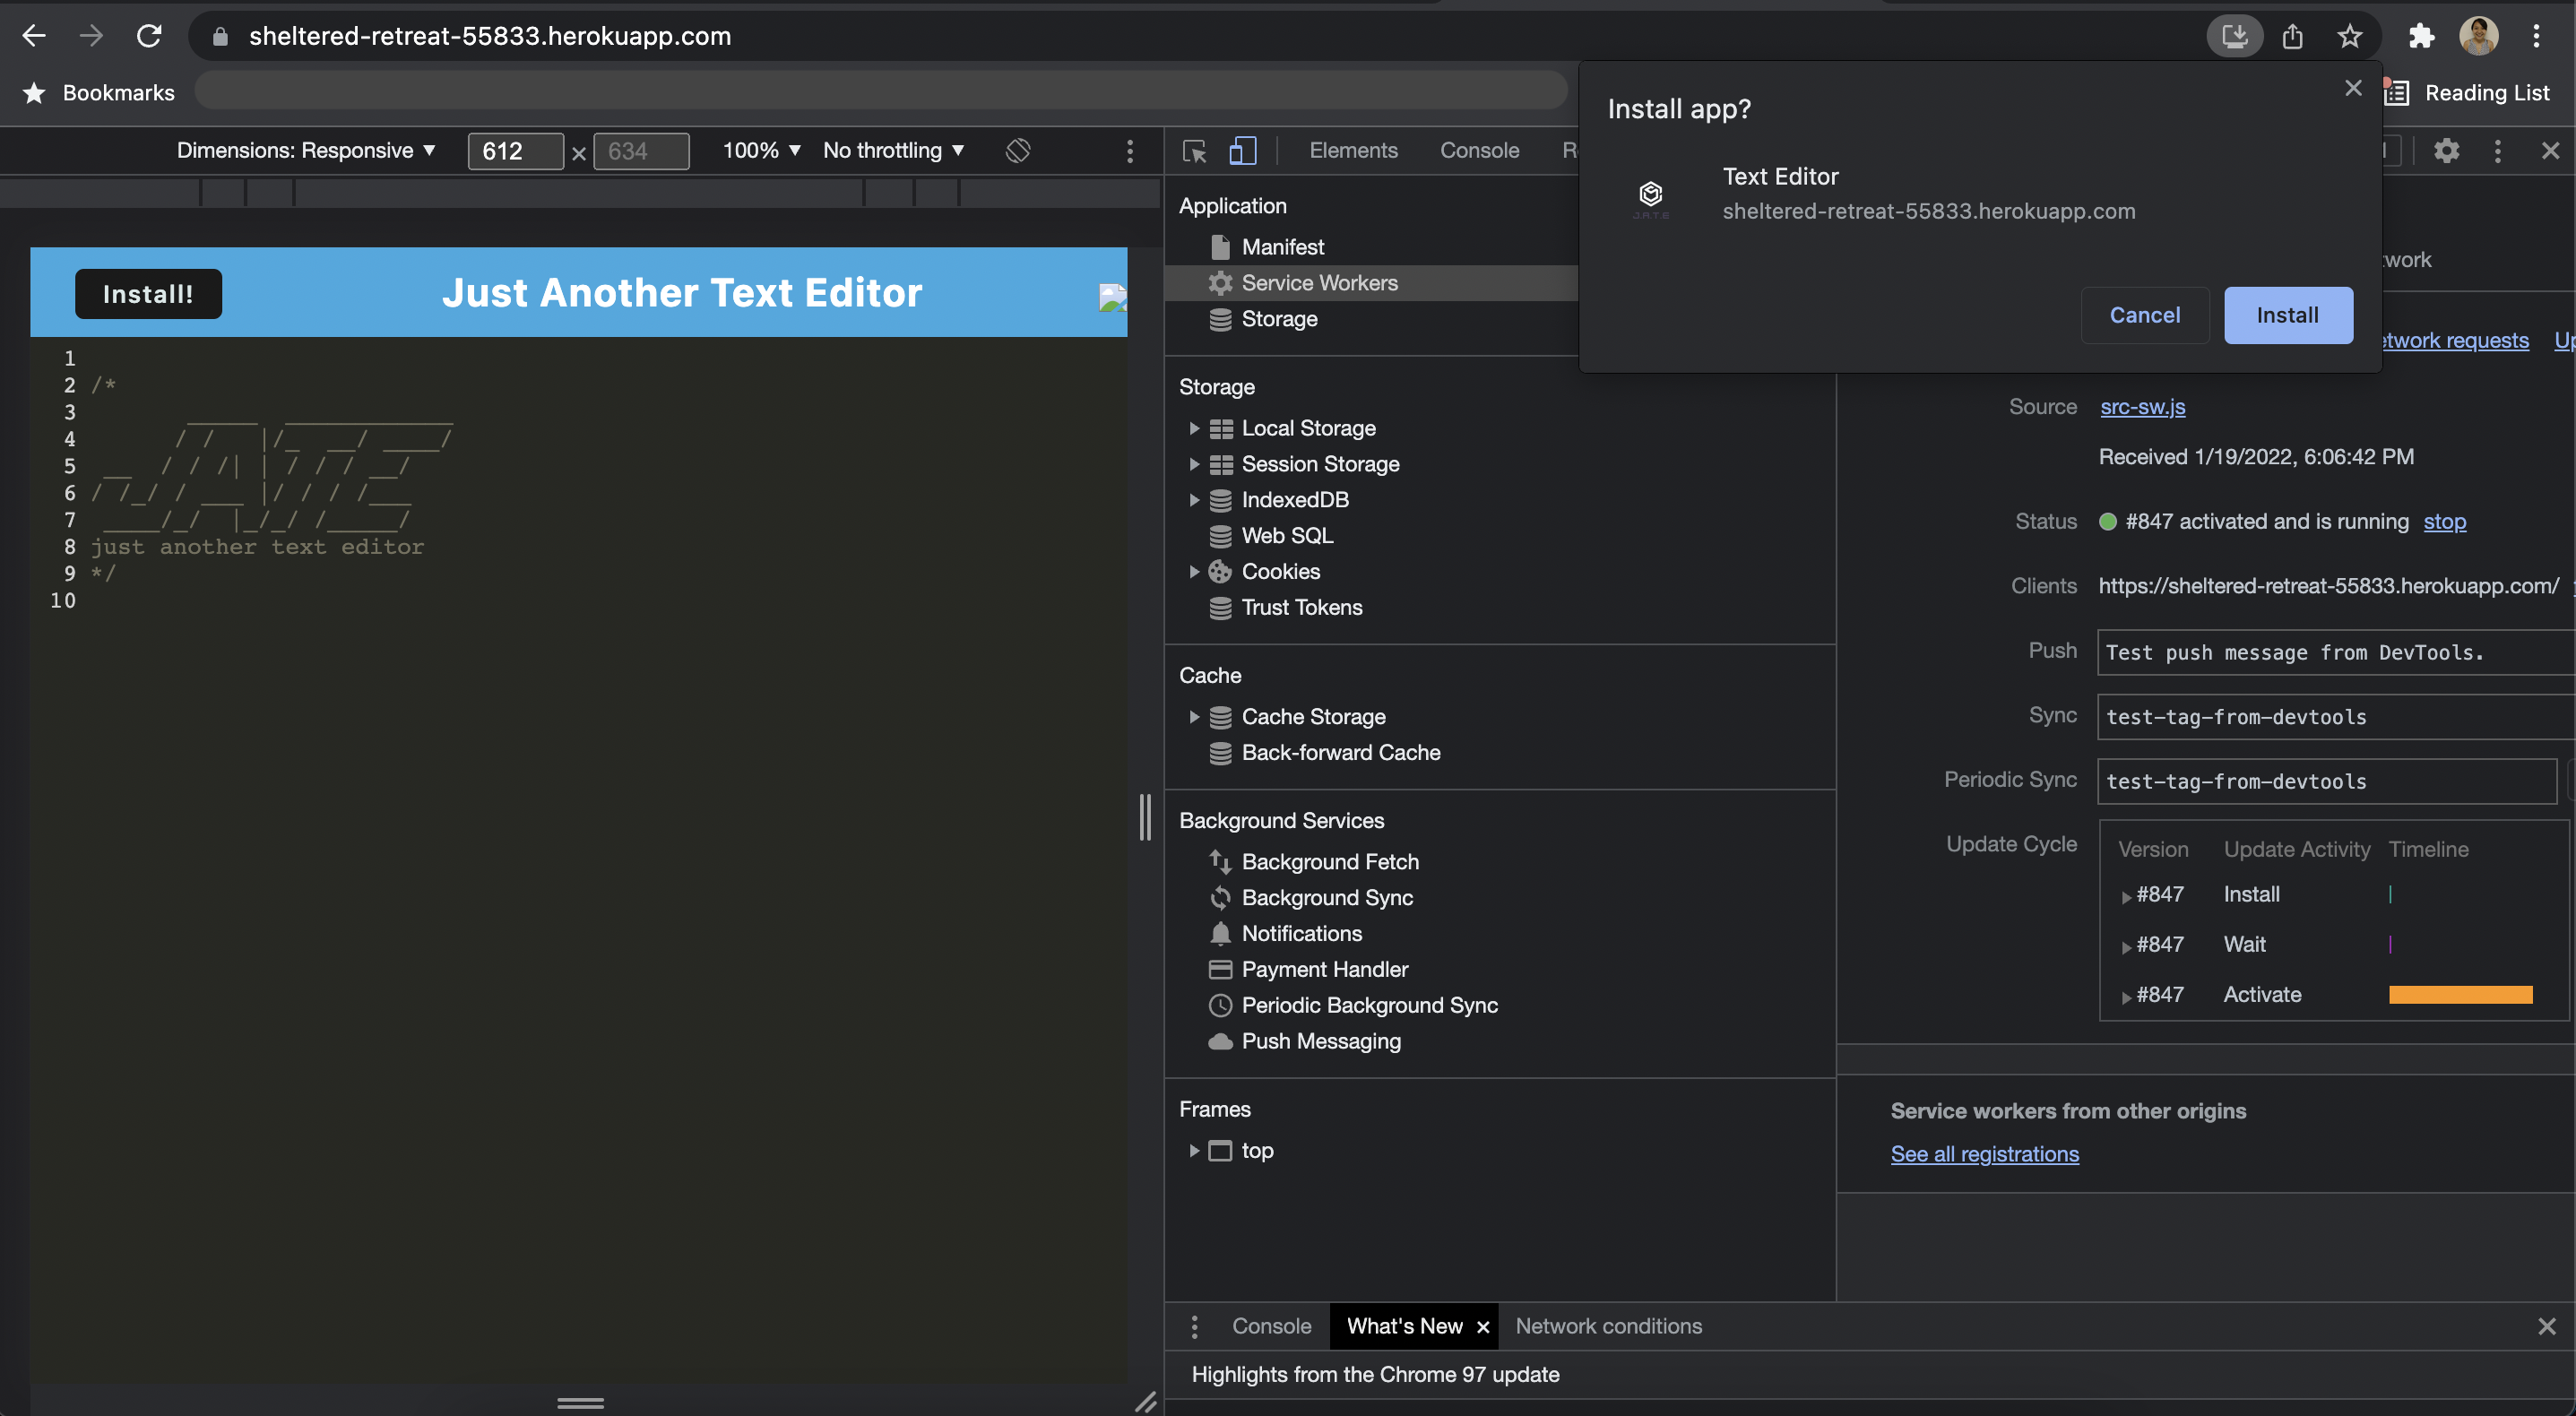 sheltered-retreat-55833.herokuapp.com
Bookmarks
Reading List
Dimensions: Responsive
612 × 634
100%
No throttling
Elements
Console
Install app?
Text Editor
sheltered-retreat-55833.herokuapp.com
J.A.T.E
Cancel
Install
Install!
Just Another Text Editor
1
2 /*
3
4
5
6
7
8 just another text editor
9 */
10
Application
Manifest
Service Workers
Storage
Storage
Local Storage
Session Storage
IndexedDB
Web SQL
Cookies
Trust Tokens
Cache
Cache Storage
Back-forward Cache
Background Services
Background Fetch
Background Sync
Notifications
Payment Handler
Periodic Background Sync
Push Messaging
Frames
top
etwork requests
Source src-sw.js
Received 1/19/2022, 6:06:42 PM
Status #847 activated and is running stop
Clients https://sheltered-retreat-55833.herokuapp.com/
Push Test push message from DevTools.
Sync test-tag-from-devtools
Periodic Sync test-tag-from-devtools
Update Cycle
Version Update Activity Timeline
#847 Install
#847 Wait
#847 Activate
Service workers from other origins
See all registrations
Console
What's New
Network conditions
Highlights from the Chrome 97 update